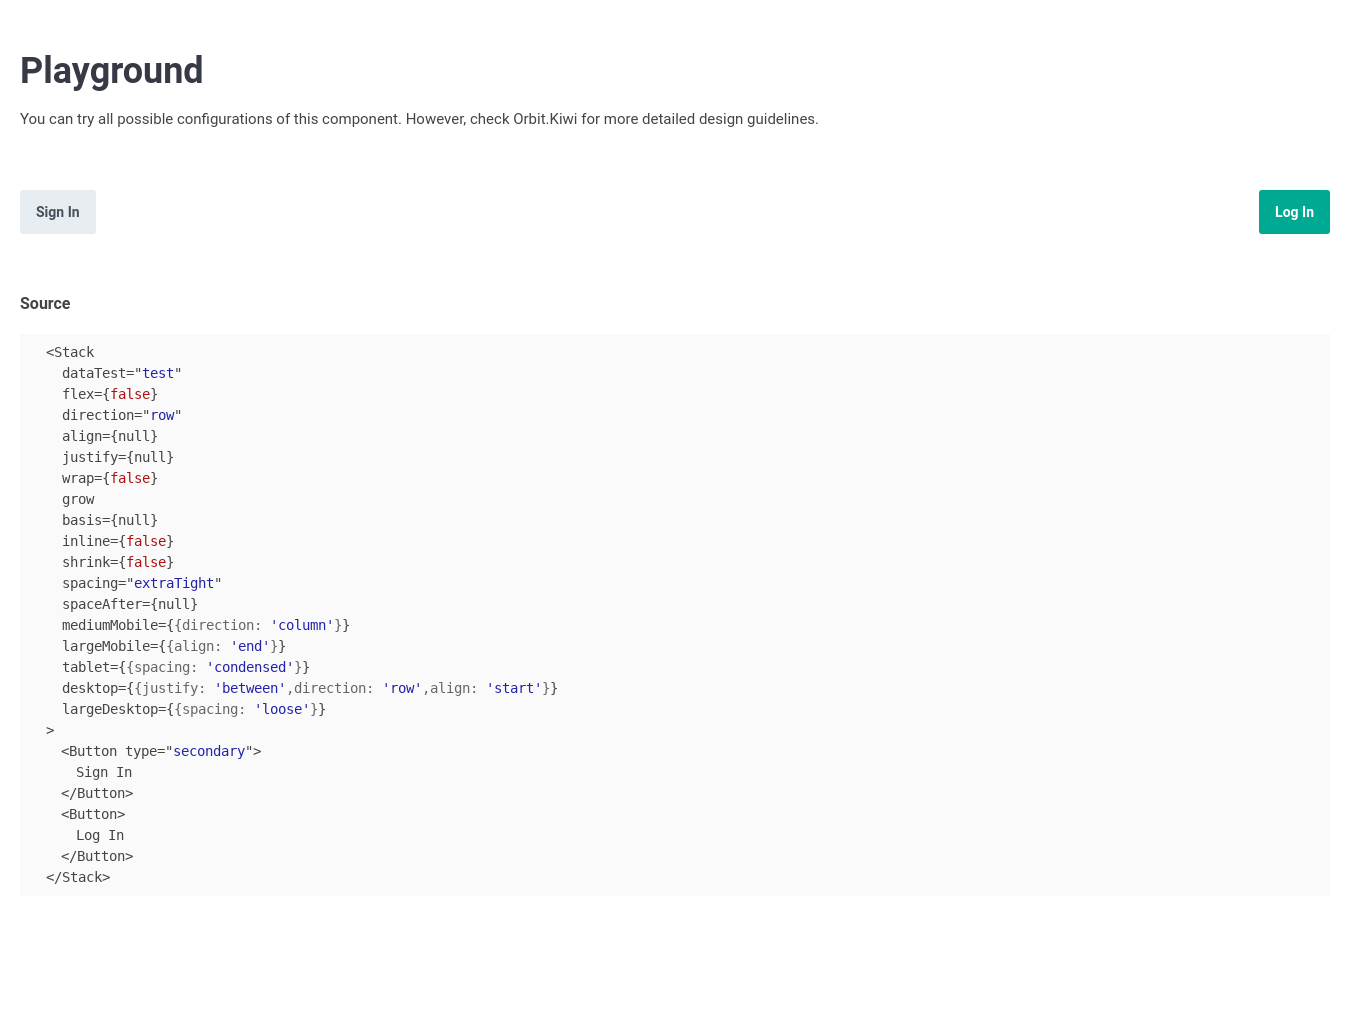 Playground
You can try all possible configurations of this component. However, check Orbit.Kiwi for more detailed design guidelines.
Sign In
Log In
Source
<Stack
dataTest="test"
flex={false}
direction="row"
align={null}
justify={null}
wrap={false}
grow
basis={null}
inline={false}
shrink={false}
spacing="extraTight"
spaceAfter={null}
mediumMobile={{direction: 'column'}}
largeMobile={{align: 'end'}}
tablet={{spacing: 'condensed'}}
desktop={{justify: 'between',direction: 'row',align: 'start'}}
largeDesktop={{spacing: 'loose'}}
>
<Button type="secondary">
Sign In
</Button>
<Button>
Log In
</Button>
</Stack>